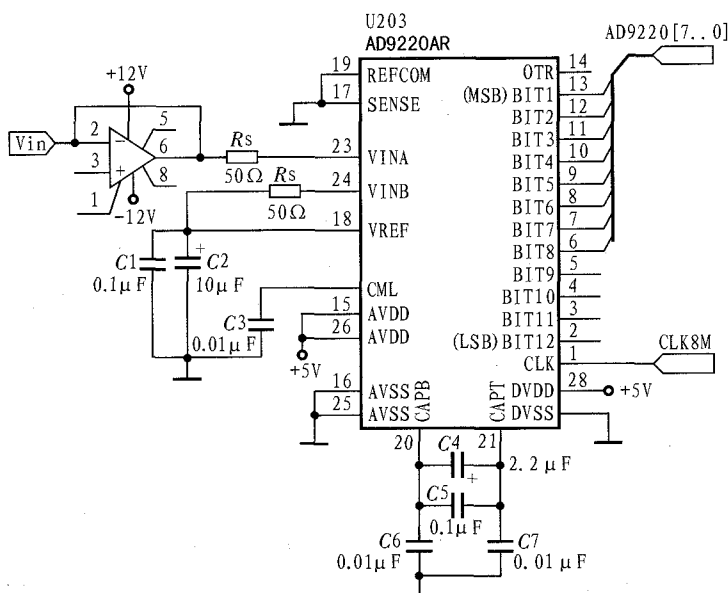 U203
AD9220AR
AD9220[7..0]
+12V
Vin
2
3
1
5
6
8
-
+
-12V
Rs
50Ω
Rs
50Ω
19
REFCOM
17
SENSE
23
VINA
24
VINB
18
VREF
CML
15
AVDD
26
AVDD
+5V
16
AVSS
25
AVSS
C1
0.1μF
+
C2
10μF
C3
0.01μF
OTR
14
(MSB)BIT1
13
BIT2
12
BIT3
11
BIT4
10
BIT5
9
BIT6
8
BIT7
7
BIT8
6
BIT9
5
BIT10
4
BIT11
3
(LSB)BIT12
2
CLK
1
CLK8M
DVDD
28
+5V
DVSS
CAPB
CAPT
20
21
C4
+
2.2μF
C5
0.1μF
C6
0.01μF
C7
0.01μF